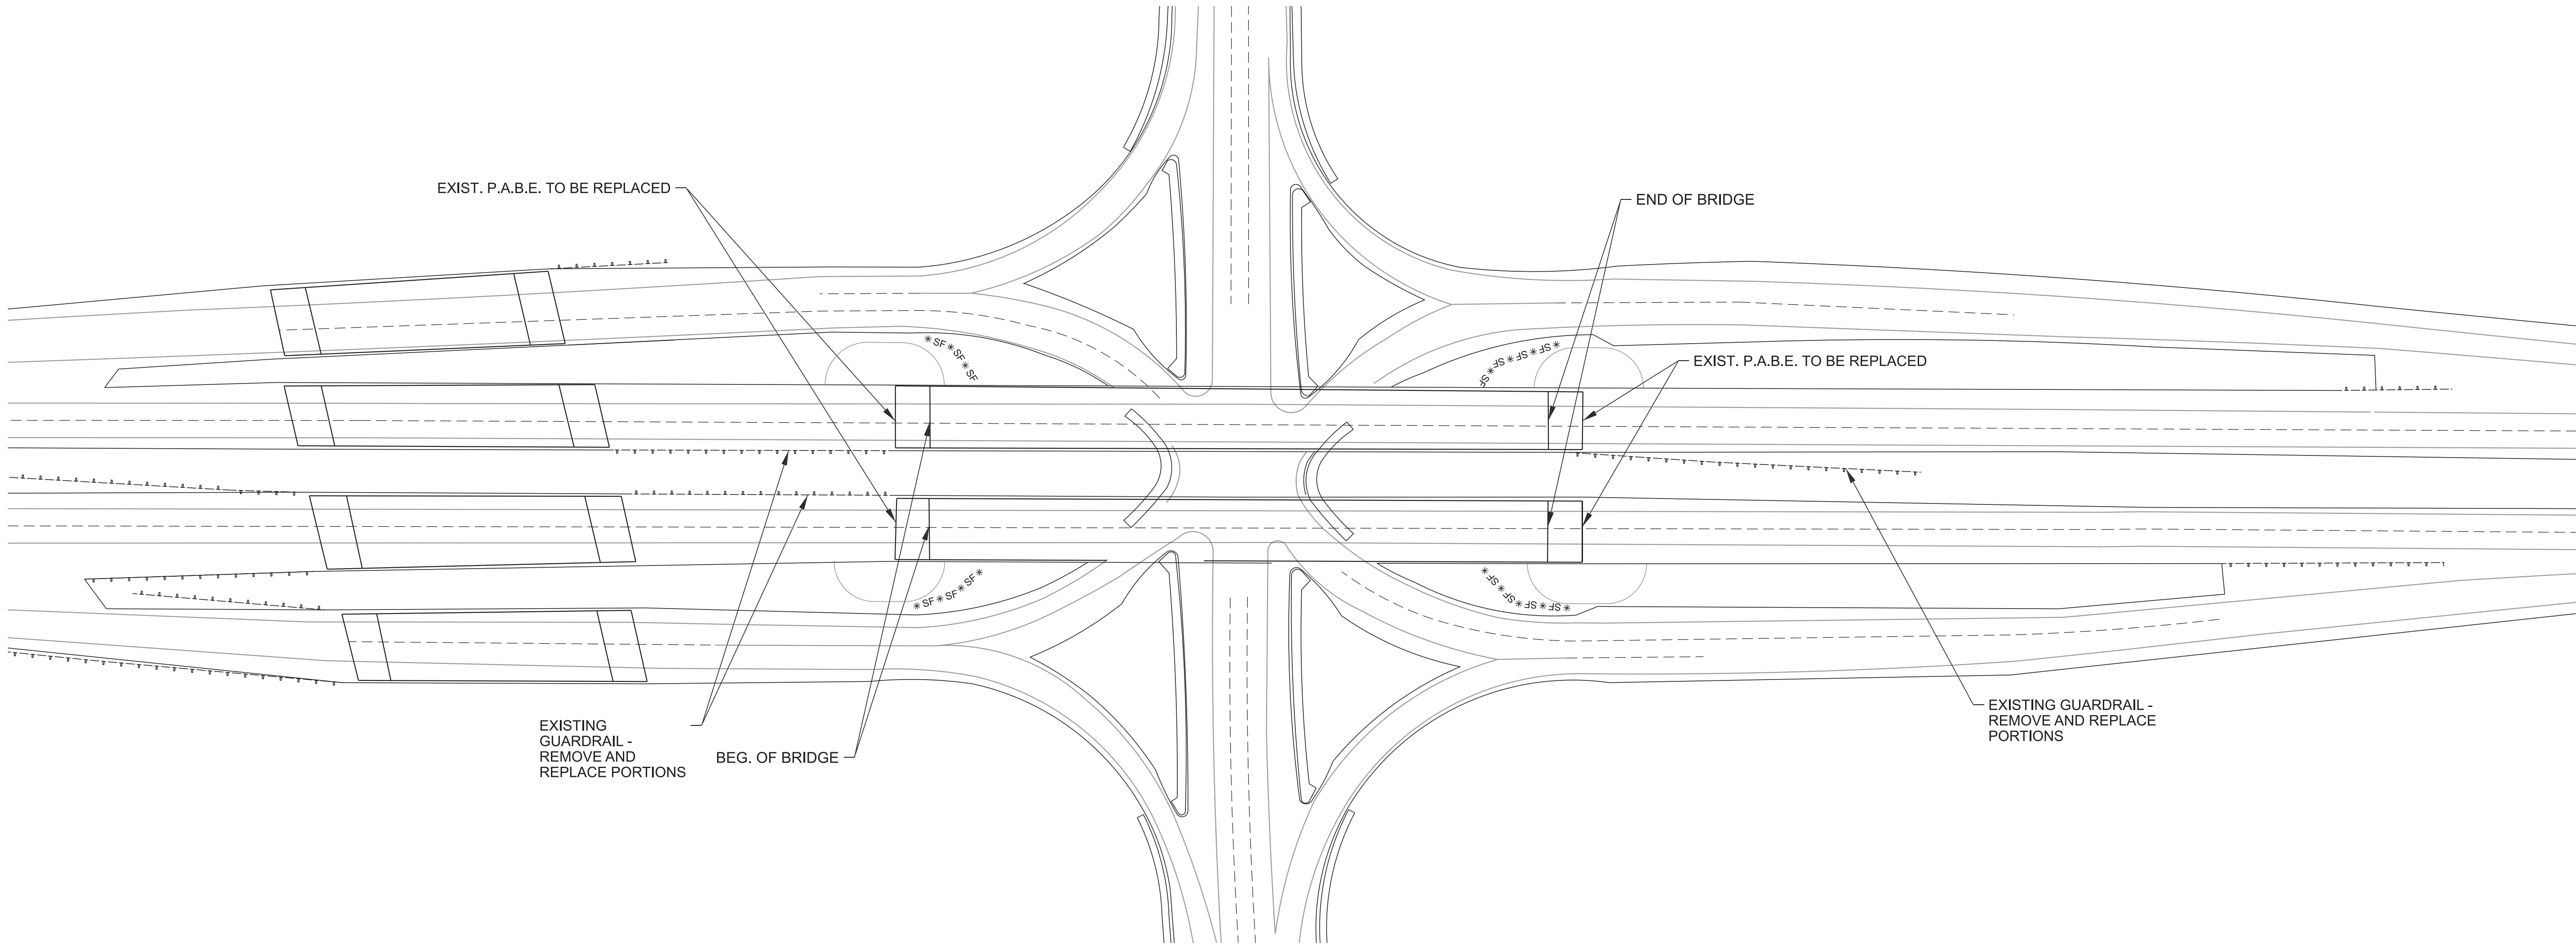 EXIST. P.A.B.E. TO BE REPLACED
END OF BRIDGE
✳SF✳SF✳SF
✳SF✳SF✳SF✳SF
EXIST. P.A.B.E. TO BE REPLACED
✳SF✳SF✳SF✳
✳SF✳SF✳SF✳SF✳
EXISTING
GUARDRAIL -
REMOVE AND
REPLACE PORTIONS
BEG. OF BRIDGE
EXISTING GUARDRAIL -
REMOVE AND REPLACE
PORTIONS